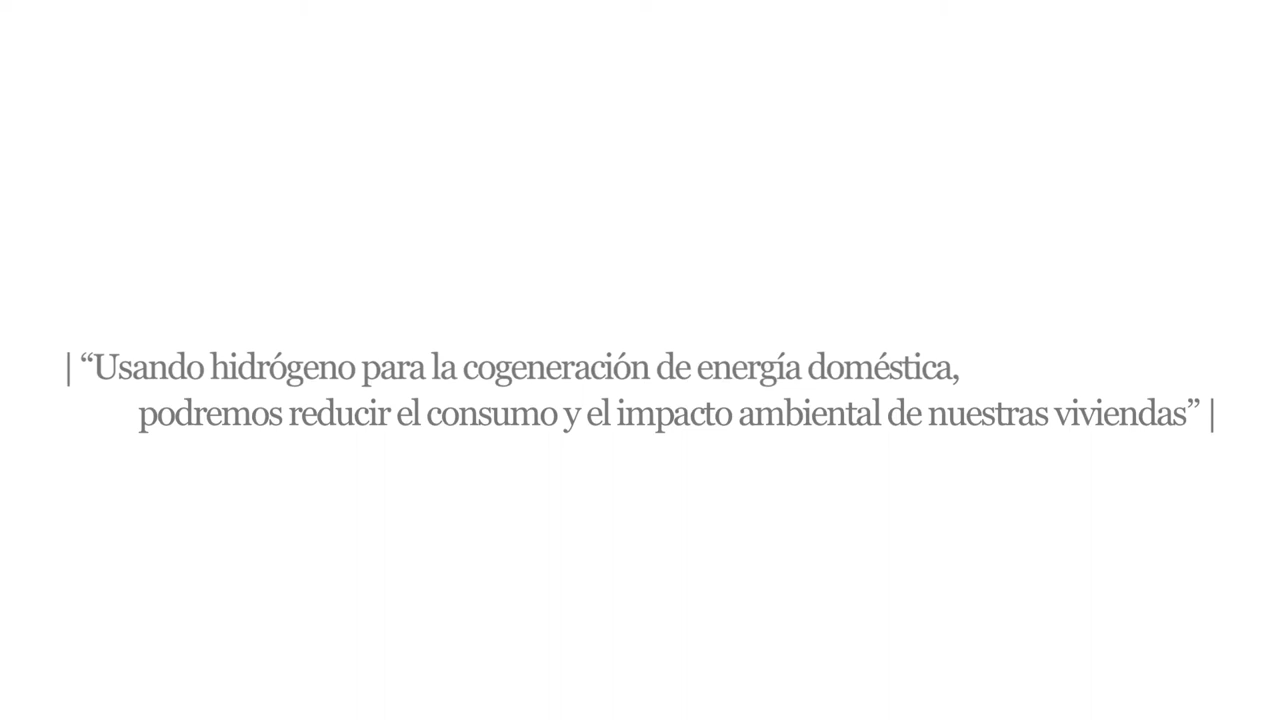 | “Usando hidrógeno para la cogeneración de energía doméstica,
podremos reducir el consumo y el impacto ambiental de nuestras viviendas” |